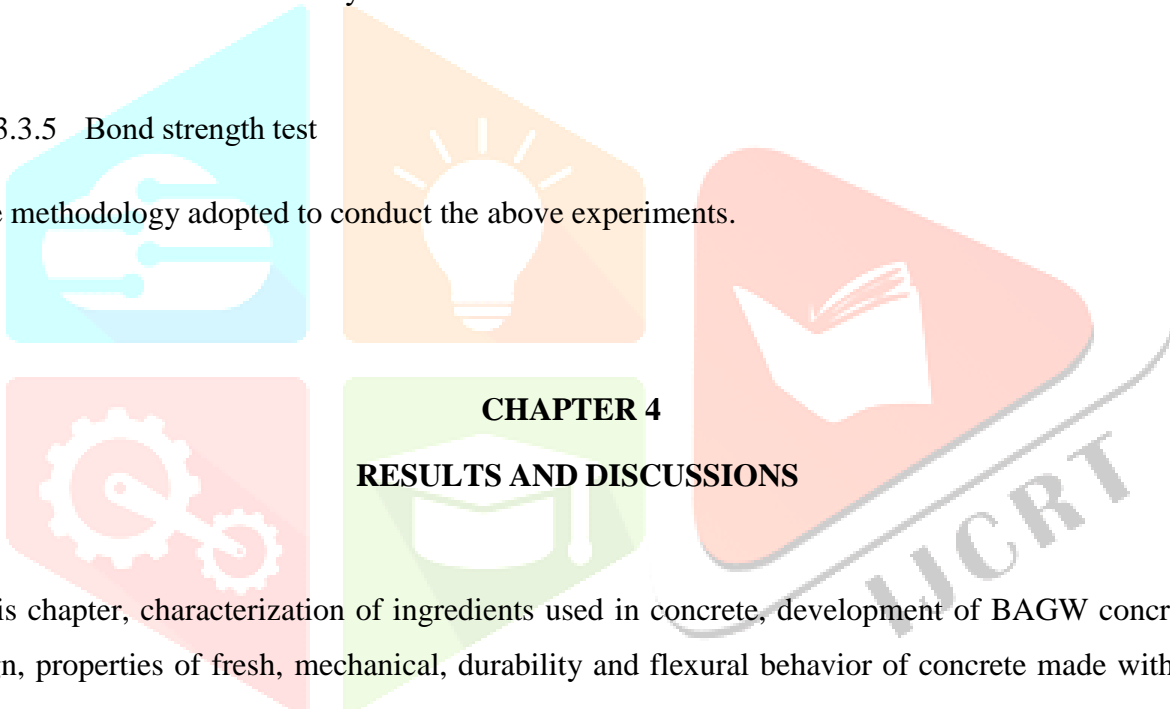 3.3.5 Bond strength test
methodology adopted to conduct the above experiments.
CHAPTER 4
RESULTS AND DISCUSSIONS
chapter, characterization of ingredients used in concrete, development of BAGW
properties of fresh, mechanical, durability and flexural behavior of concrete made with
IJCRT